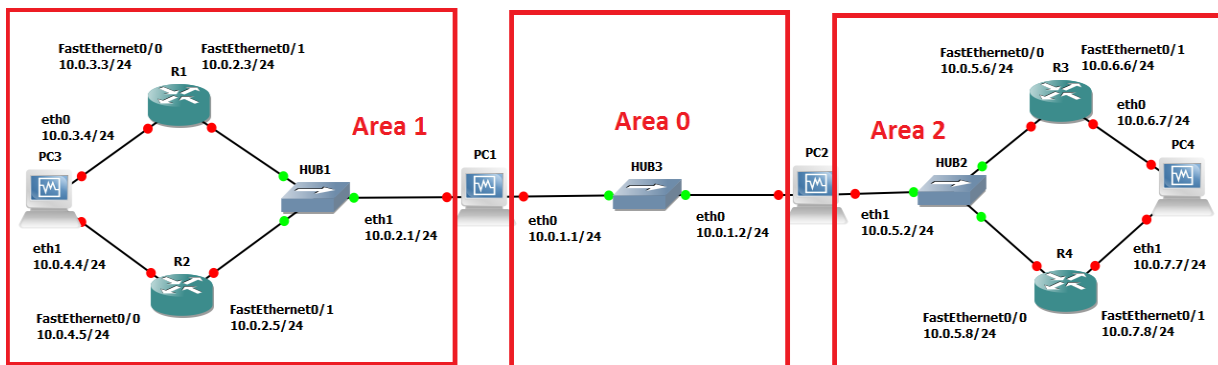 FastEthernet0/0
10.0.3.3/24
FastEthernet0/1
10.0.2.3/24
R1
eth0
10.0.3.4/24
PC3
eth1
10.0.4.4/24
R2
FastEthernet0/0
10.0.4.5/24
FastEthernet0/1
10.0.2.5/24
HUB1
Area 1
eth1
10.0.2.1/24
PC1
Area 0
HUB3
eth0
10.0.1.1/24
eth0
10.0.1.2/24
PC2
Area 2
eth1
10.0.5.2/24
HUB2
FastEthernet0/0
10.0.5.6/24
R3
FastEthernet0/1
10.0.6.6/24
eth0
10.0.6.7/24
PC4
eth1
10.0.7.7/24
R4
FastEthernet0/0
10.0.5.8/24
FastEthernet0/1
10.0.7.8/24